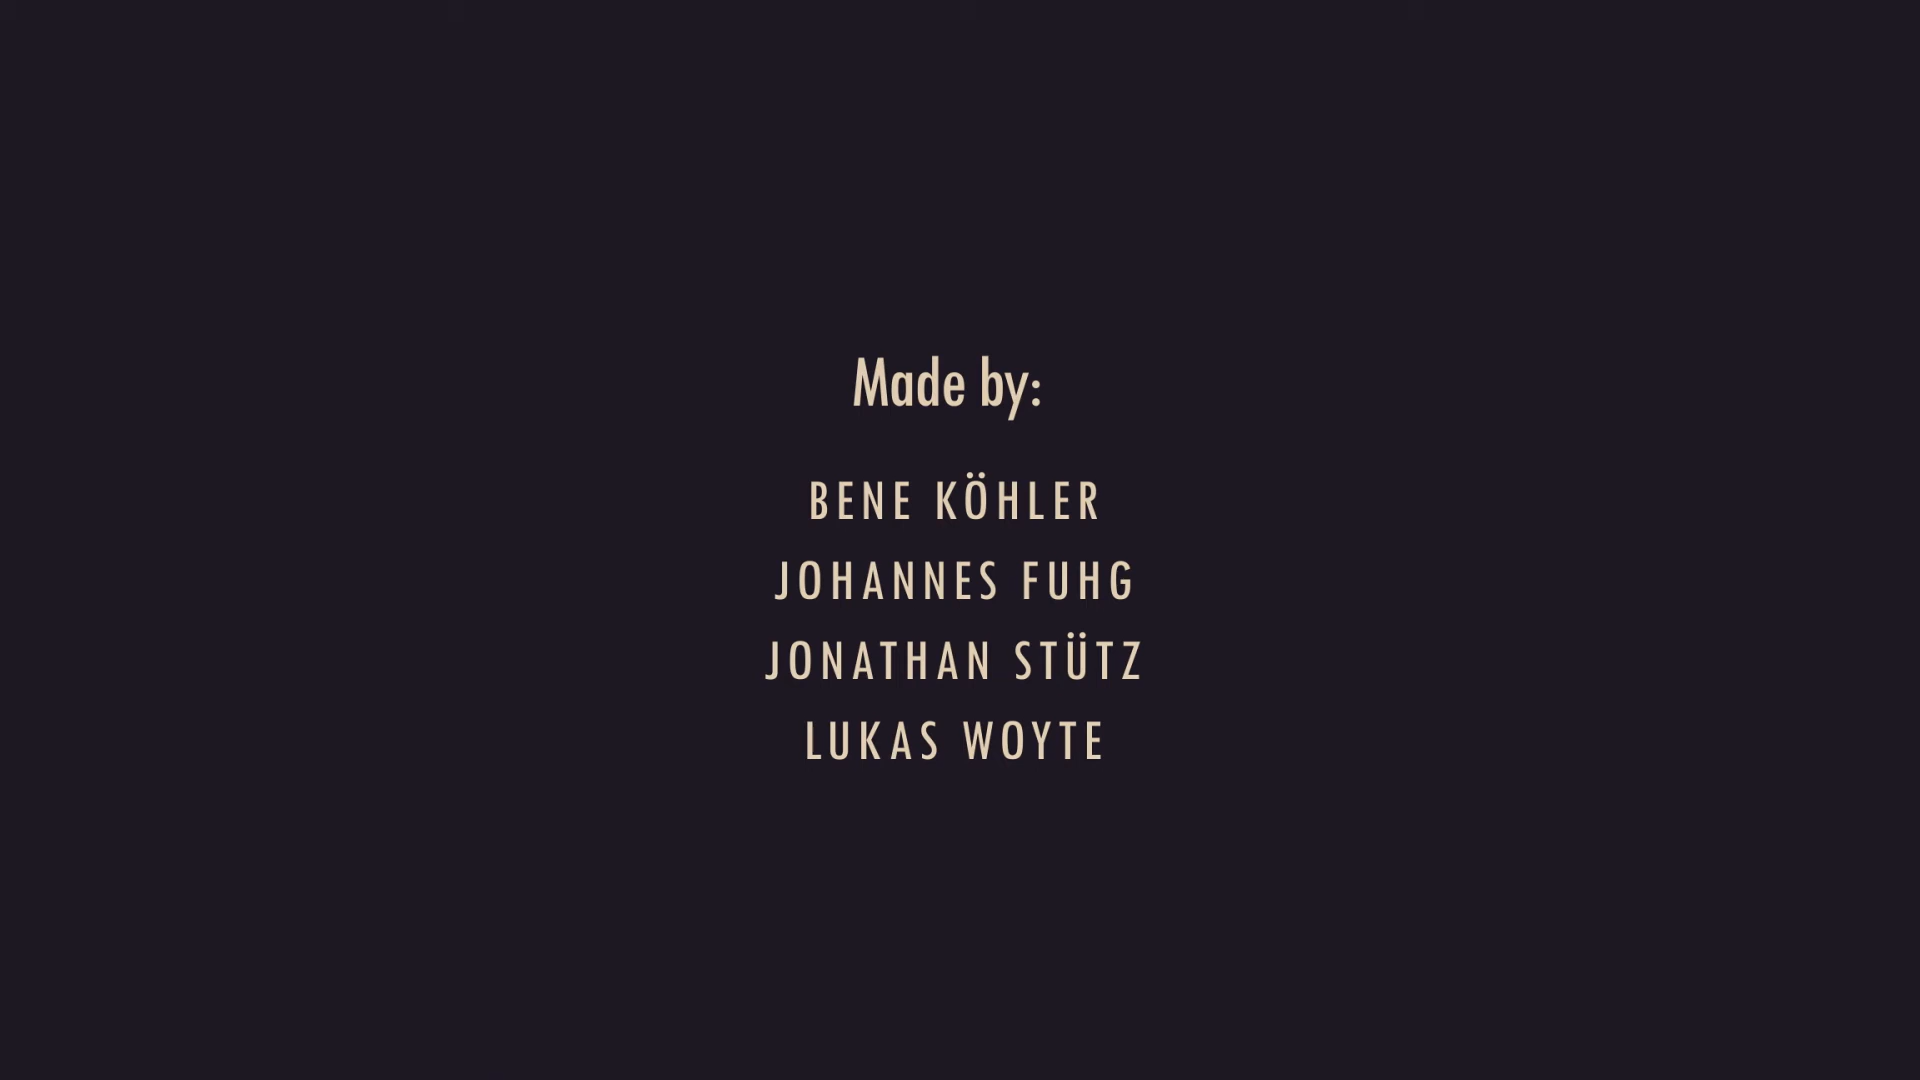 Made by:
BENE KÖHLER
JOHANNES FUHG
JONATHAN STÜTZ
LUKAS WOYTE